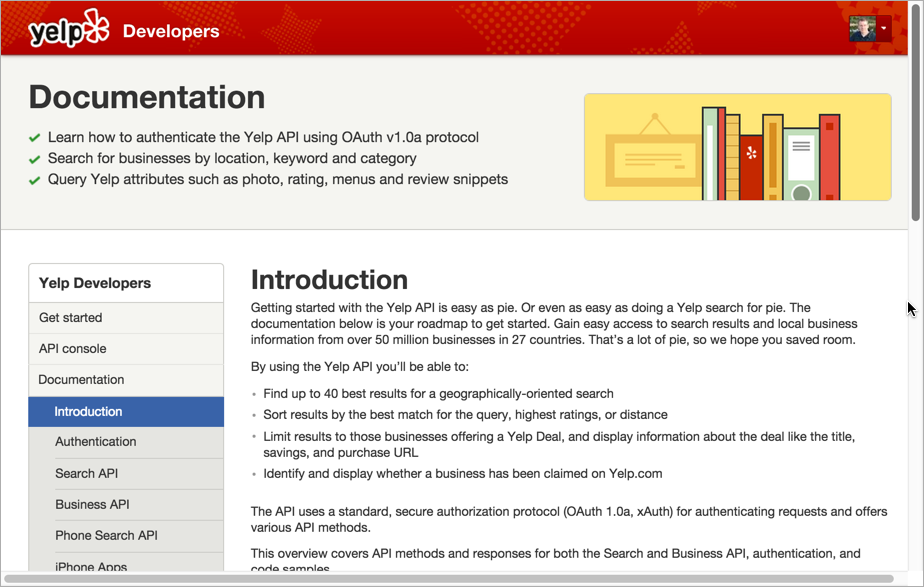 yelp Developers
Documentation
Learn how to authenticate the Yelp API using OAuth v1.0a protocol
Search for businesses by location, keyword and category
Query Yelp attributes such as photo, rating, menus and review snippets
Yelp Developers
Get started
API console
Documentation
Introduction
Authentication
Search API
Business API
Phone Search API
iPhone Apps
Introduction
Getting started with the Yelp API is easy as pie. Or even as easy as doing a Yelp search for pie. The
documentation below is your roadmap to get started. Gain easy access to search results and local business
information from over 50 million businesses in 27 countries. That's a lot of pie, so we hope you saved room.
By using the Yelp API you'll be able to:
• Find up to 40 best results for a geographically-oriented search
• Sort results by the best match for the query, highest ratings, or distance
• Limit results to those businesses offering a Yelp Deal, and display information about the deal like the title,
savings, and purchase URL
• Identify and display whether a business has been claimed on Yelp.com
The API uses a standard, secure authorization protocol (OAuth 1.0a, xAuth) for authenticating requests and offers
various API methods.
This overview covers API methods and responses for both the Search and Business API, authentication, and
code samples.